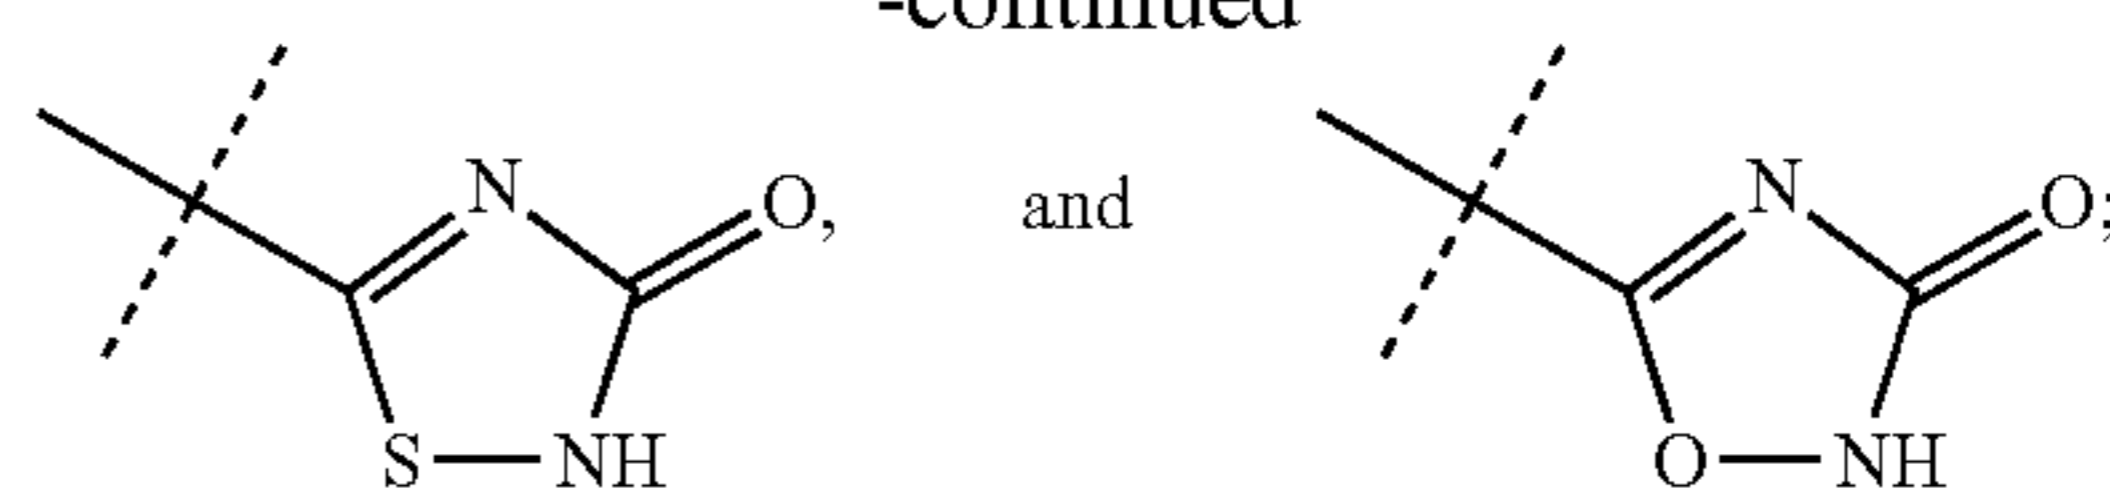 -continued
N N
O, and O;
S NH O NH